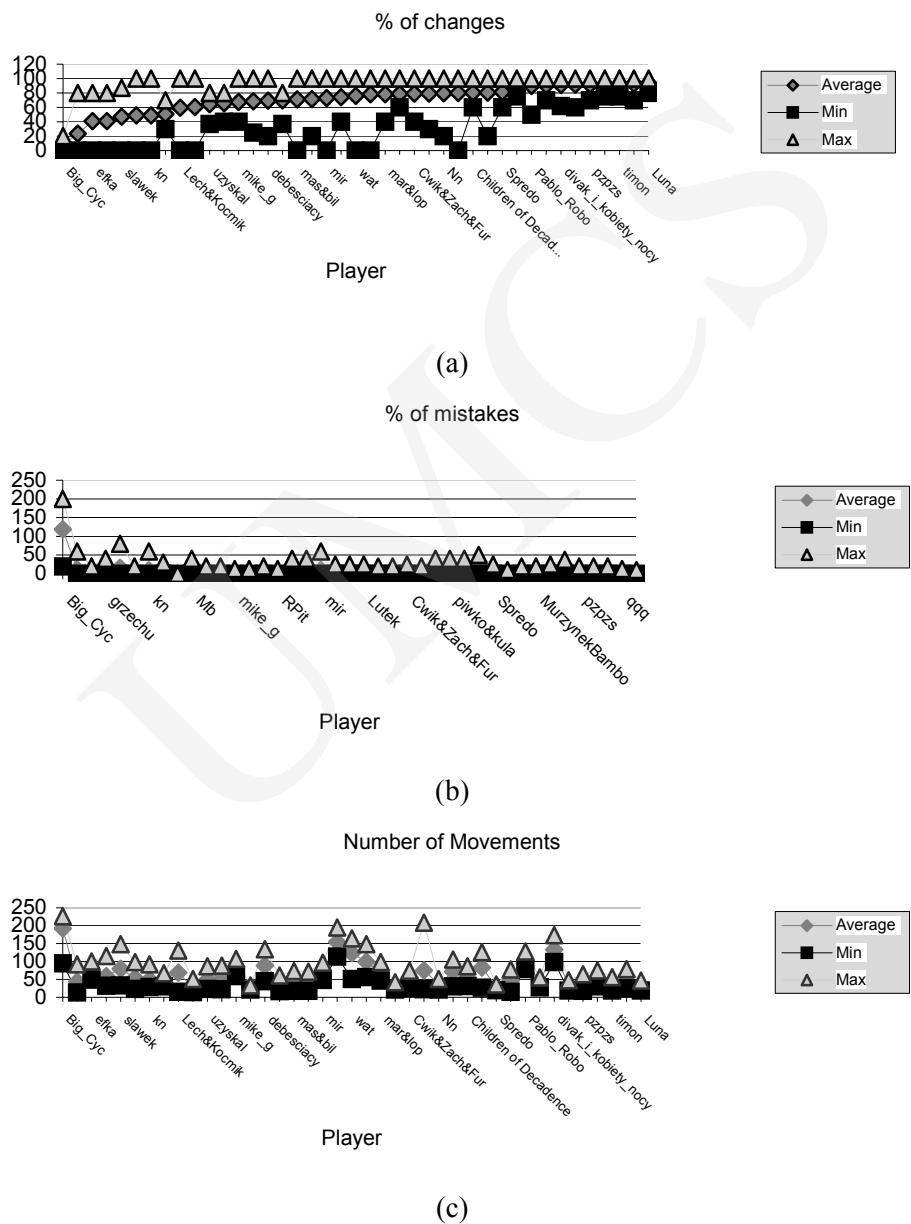 % of changes
120
100
80
60
40
20
0
Average
Min
Max
Big_Cyc
efka
slawek
kn
Lech&Kocmik
uzyskal
mike_g
debesciacy
mas&bil
mir
wat
mar&lop
Cwik&Zach&Fur
Nn
Children of Decad...
Spredo
Pablo_Robo
divak_i_kobiety_nocy
pzpzs
timon
Luna
Player
(a)
% of mistakes
250
200
150
100
50
0
Average
Min
Max
Big_Cyc
grzechu
kn
Mb
mike_g
RPit
mir
Lutek
Cwik&Zach&Fur
piwko&kula
Spredo
MurzynekBambo
pzpzs
qqq
Player
(b)
Number of Movements
250
200
150
100
50
0
Average
Min
Max
Big_Cyc
efka
slawek
kn
Lech&Kocmik
uzyskal
mike_g
debesciacy
mas&bil
mir
wat
mar&lop
Cwik&Zach&Fur
Nn
Children of Decadence
Spredo
Pablo_Robo
divak_i_kobiety_nocy
pzpzs
timon
Luna
Player
(c)
UMCS